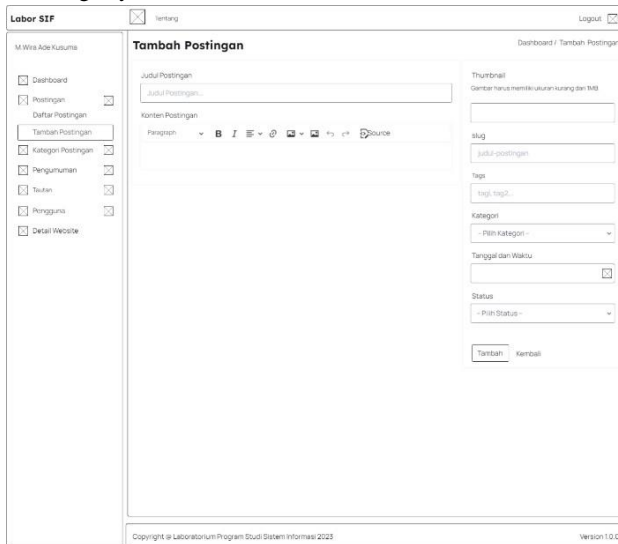 Labor SIF
Tentang
Logout
M.Wira Ade Kusuma
Dashboard
Postingan
Daftar Postingan
Tambah Postingan
Kategori Postingan
Pengumuman
Tautan
Pengguna
Detail Website
Tambah Postingan
Dashboard / Tambah Postingan
Judul Postingan
Judul Postingan...
Konten Postingan
Paragraph
B I
Source
Thumbnail
Gambar harus memiliki ukuran kurang dari 1MB
slug
judul-postingan
Tags
tag1, tag2...
Kategori
- Pilih Kategori -
Tanggal dan Waktu
Status
- Pilih Status -
Tambah Kembali
Copyright @ Laboratorium Program Studi Sistem Informasi 2023
Version 1.0.0